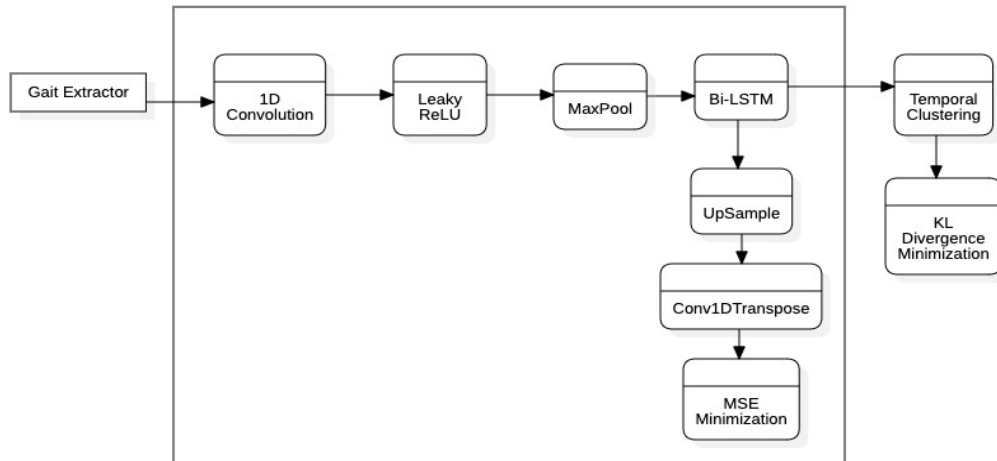 Gait Extractor
1D
Convolution
Leaky
ReLU
MaxPool
Bi-LSTM
Temporal
Clustering
UpSample
KL
Divergence
Minimization
Conv1DTranspose
MSE
Minimization